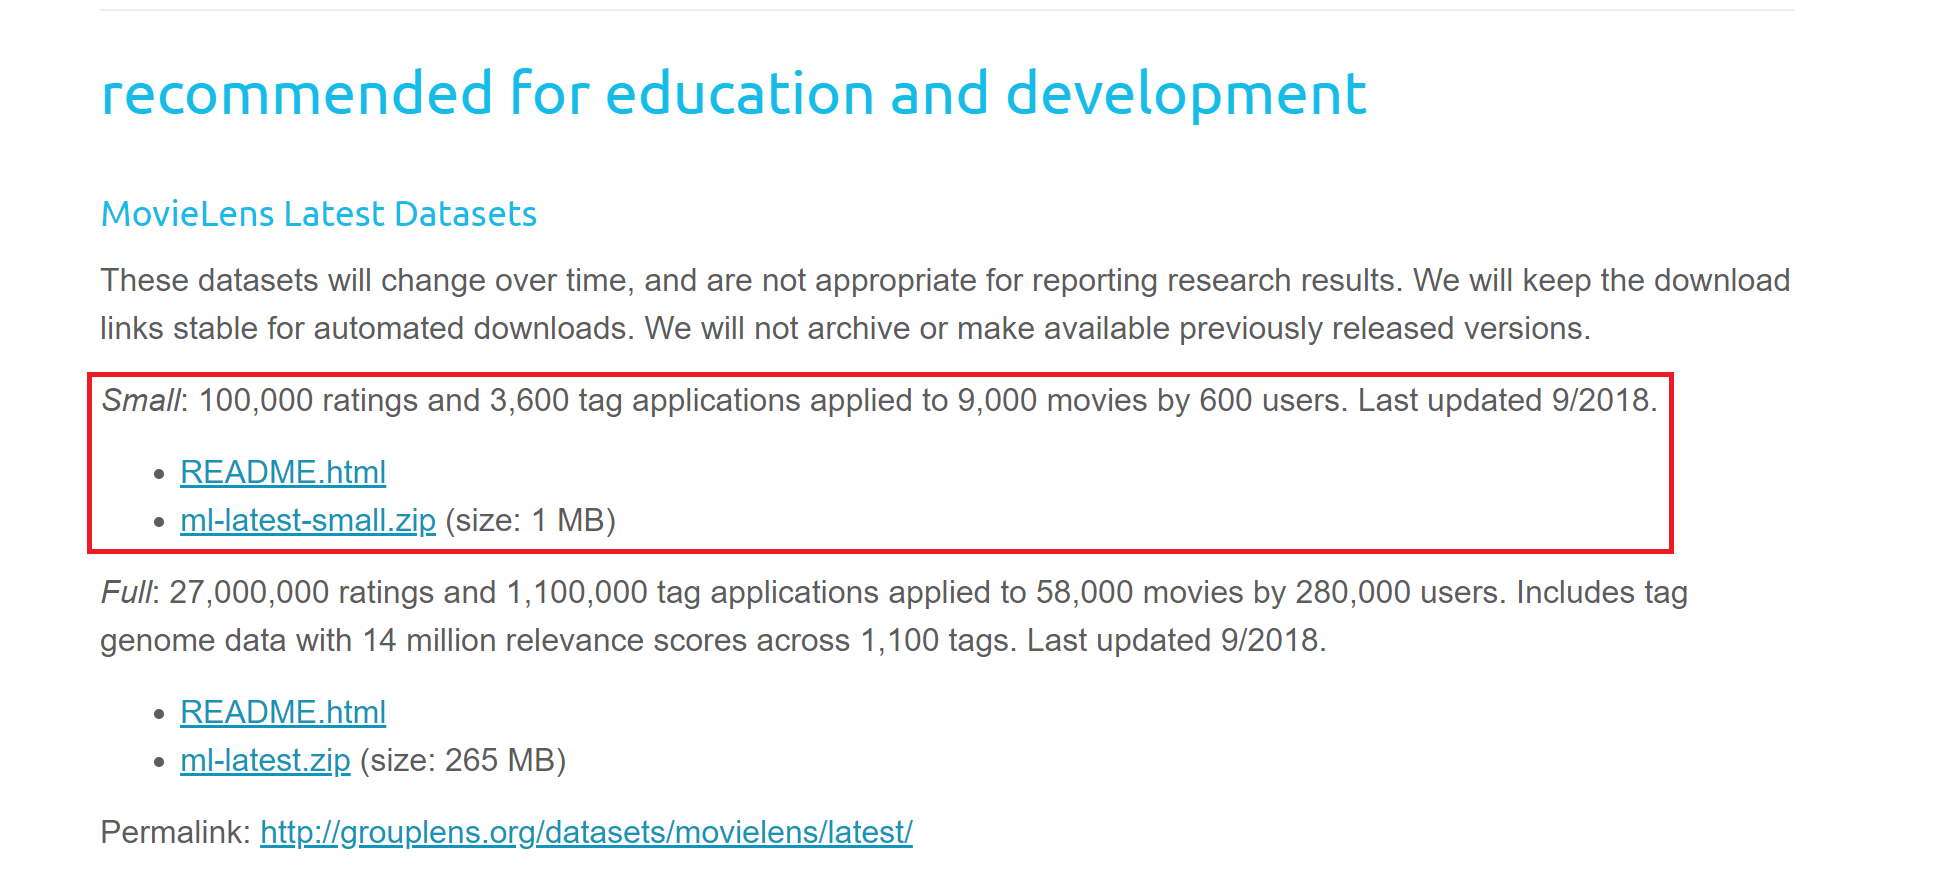 recommended for education and development
MovieLens Latest Datasets
These datasets will change over time, and are not appropriate for reporting research results. We will keep the download
links stable for automated downloads. We will not archive or make available previously released versions.
Small: 100,000 ratings and 3,600 tag applications applied to 9,000 movies by 600 users. Last updated 9/2018.
• README.html
• ml-latest-small.zip (size: 1 MB)
Full: 27,000,000 ratings and 1,100,000 tag applications applied to 58,000 movies by 280,000 users. Includes tag
genome data with 14 million relevance scores across 1,100 tags. Last updated 9/2018.
• README.html
• ml-latest.zip (size: 265 MB)
Permalink: http://grouplens.org/datasets/movielens/latest/